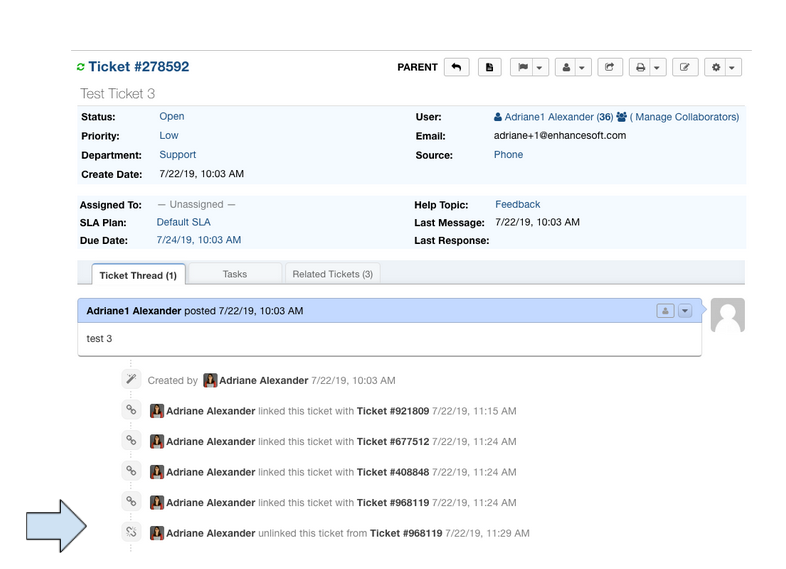 Ticket #278592 PARENT
Test Ticket 3
Status: Open User: Adriane1 Alexander (36) ( Manage Collaborators)
Priority: Low Email: adriane+1@enhancesoft.com
Department: Support Source: Phone
Create Date: 7/22/19, 10:03 AM
Assigned To: — Unassigned — Help Topic: Feedback
SLA Plan: Default SLA Last Message: 7/22/19, 10:03 AM
Due Date: 7/24/19, 10:03 AM Last Response:
Ticket Thread (1) Tasks Related Tickets (3)
Adriane1 Alexander posted 7/22/19, 10:03 AM
test 3
Created by Adriane Alexander 7/22/19, 10:03 AM
Adriane Alexander linked this ticket with Ticket #921809 7/22/19, 11:15 AM
Adriane Alexander linked this ticket with Ticket #677512 7/22/19, 11:24 AM
Adriane Alexander linked this ticket with Ticket #408848 7/22/19, 11:24 AM
Adriane Alexander linked this ticket with Ticket #968119 7/22/19, 11:24 AM
Adriane Alexander unlinked this ticket from Ticket #968119 7/22/19, 11:29 AM